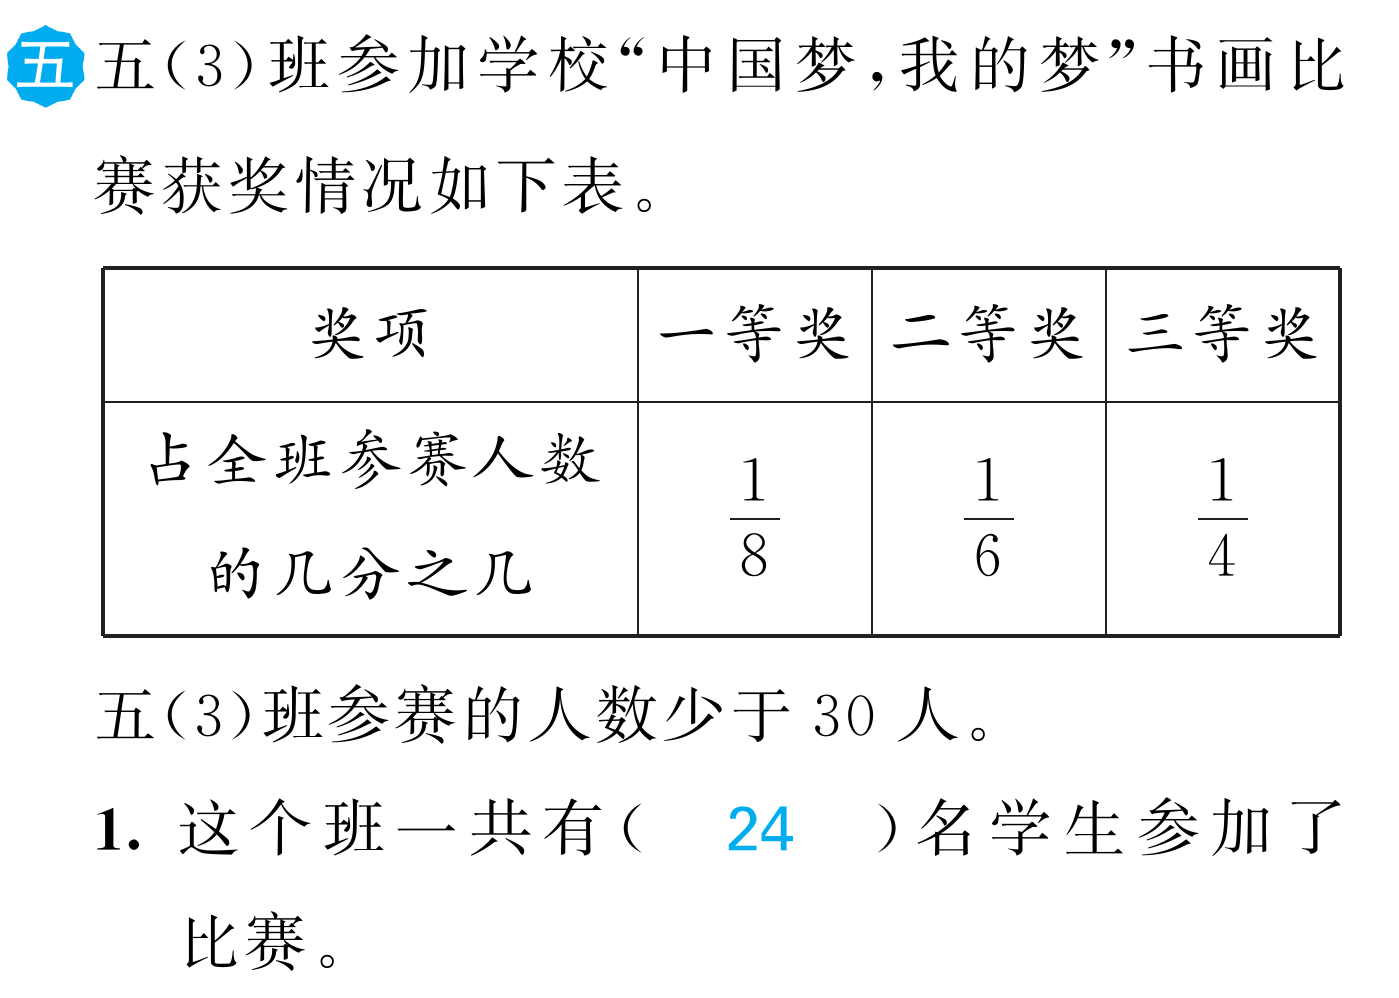 五 五(3)班参加学校“中国梦,我的梦”书画比
赛获奖情况如下表。
奖项 一等奖 二等奖 三等奖
占全班参赛人数
的几分之几 1/8 1/6 1/4
五(3)班参赛的人数少于 30 人。
1. 这个班一共有( 24 )名学生参加了
比赛。